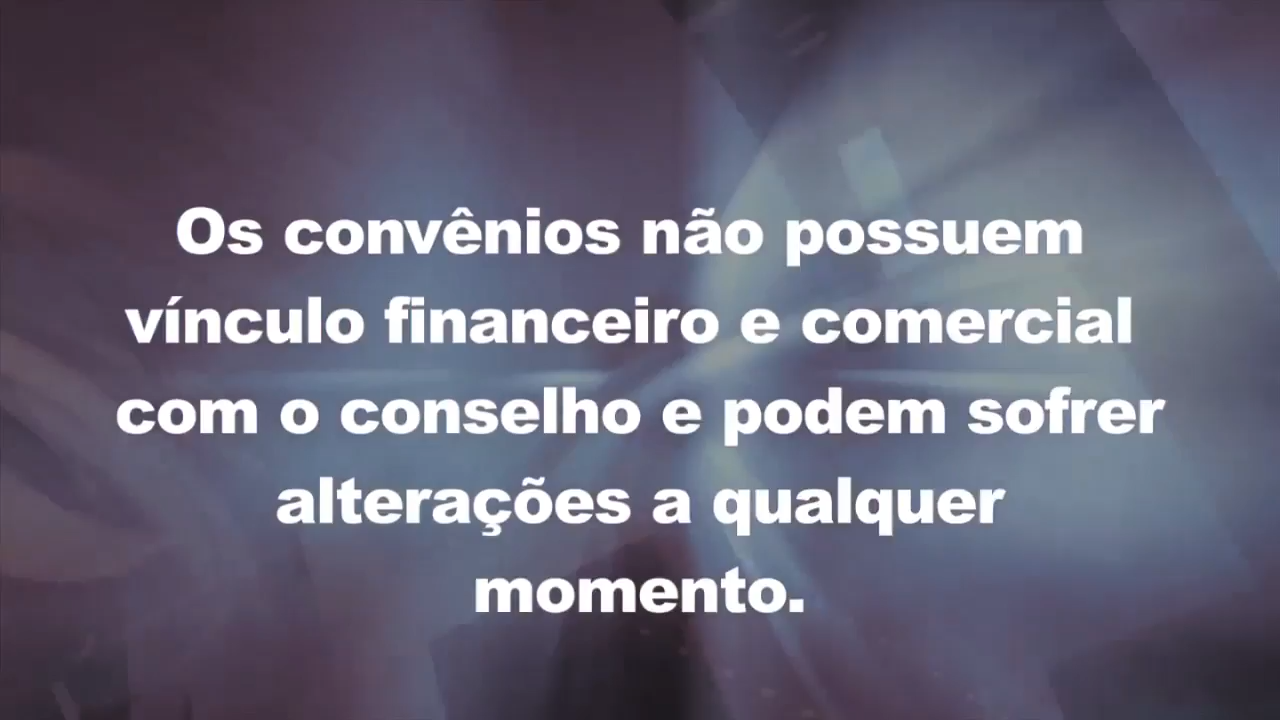 Os convênios não possuem
vínculo financeiro e comercial
com o conselho e podem sofrer
alterações a qualquer
momento.